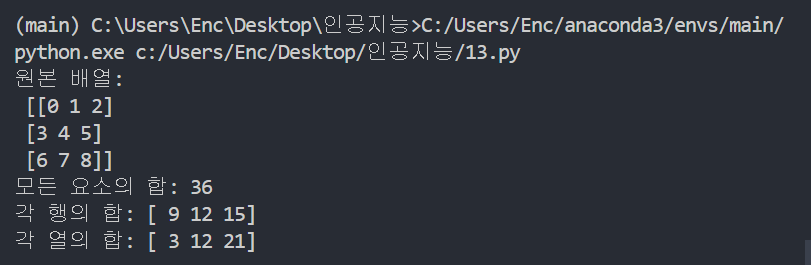 (main) C:\Users\Enc\Desktop\인공지능>C:/Users/Enc/anaconda3/envs/main/
python.exe c:/Users/Enc/Desktop/인공지능/13.py
원본 배열:
 [[0 1 2]
 [3 4 5]
 [6 7 8]]
모든 요소의 합: 36
각 행의 합: [ 9 12 15]
각 열의 합: [ 3 12 21]